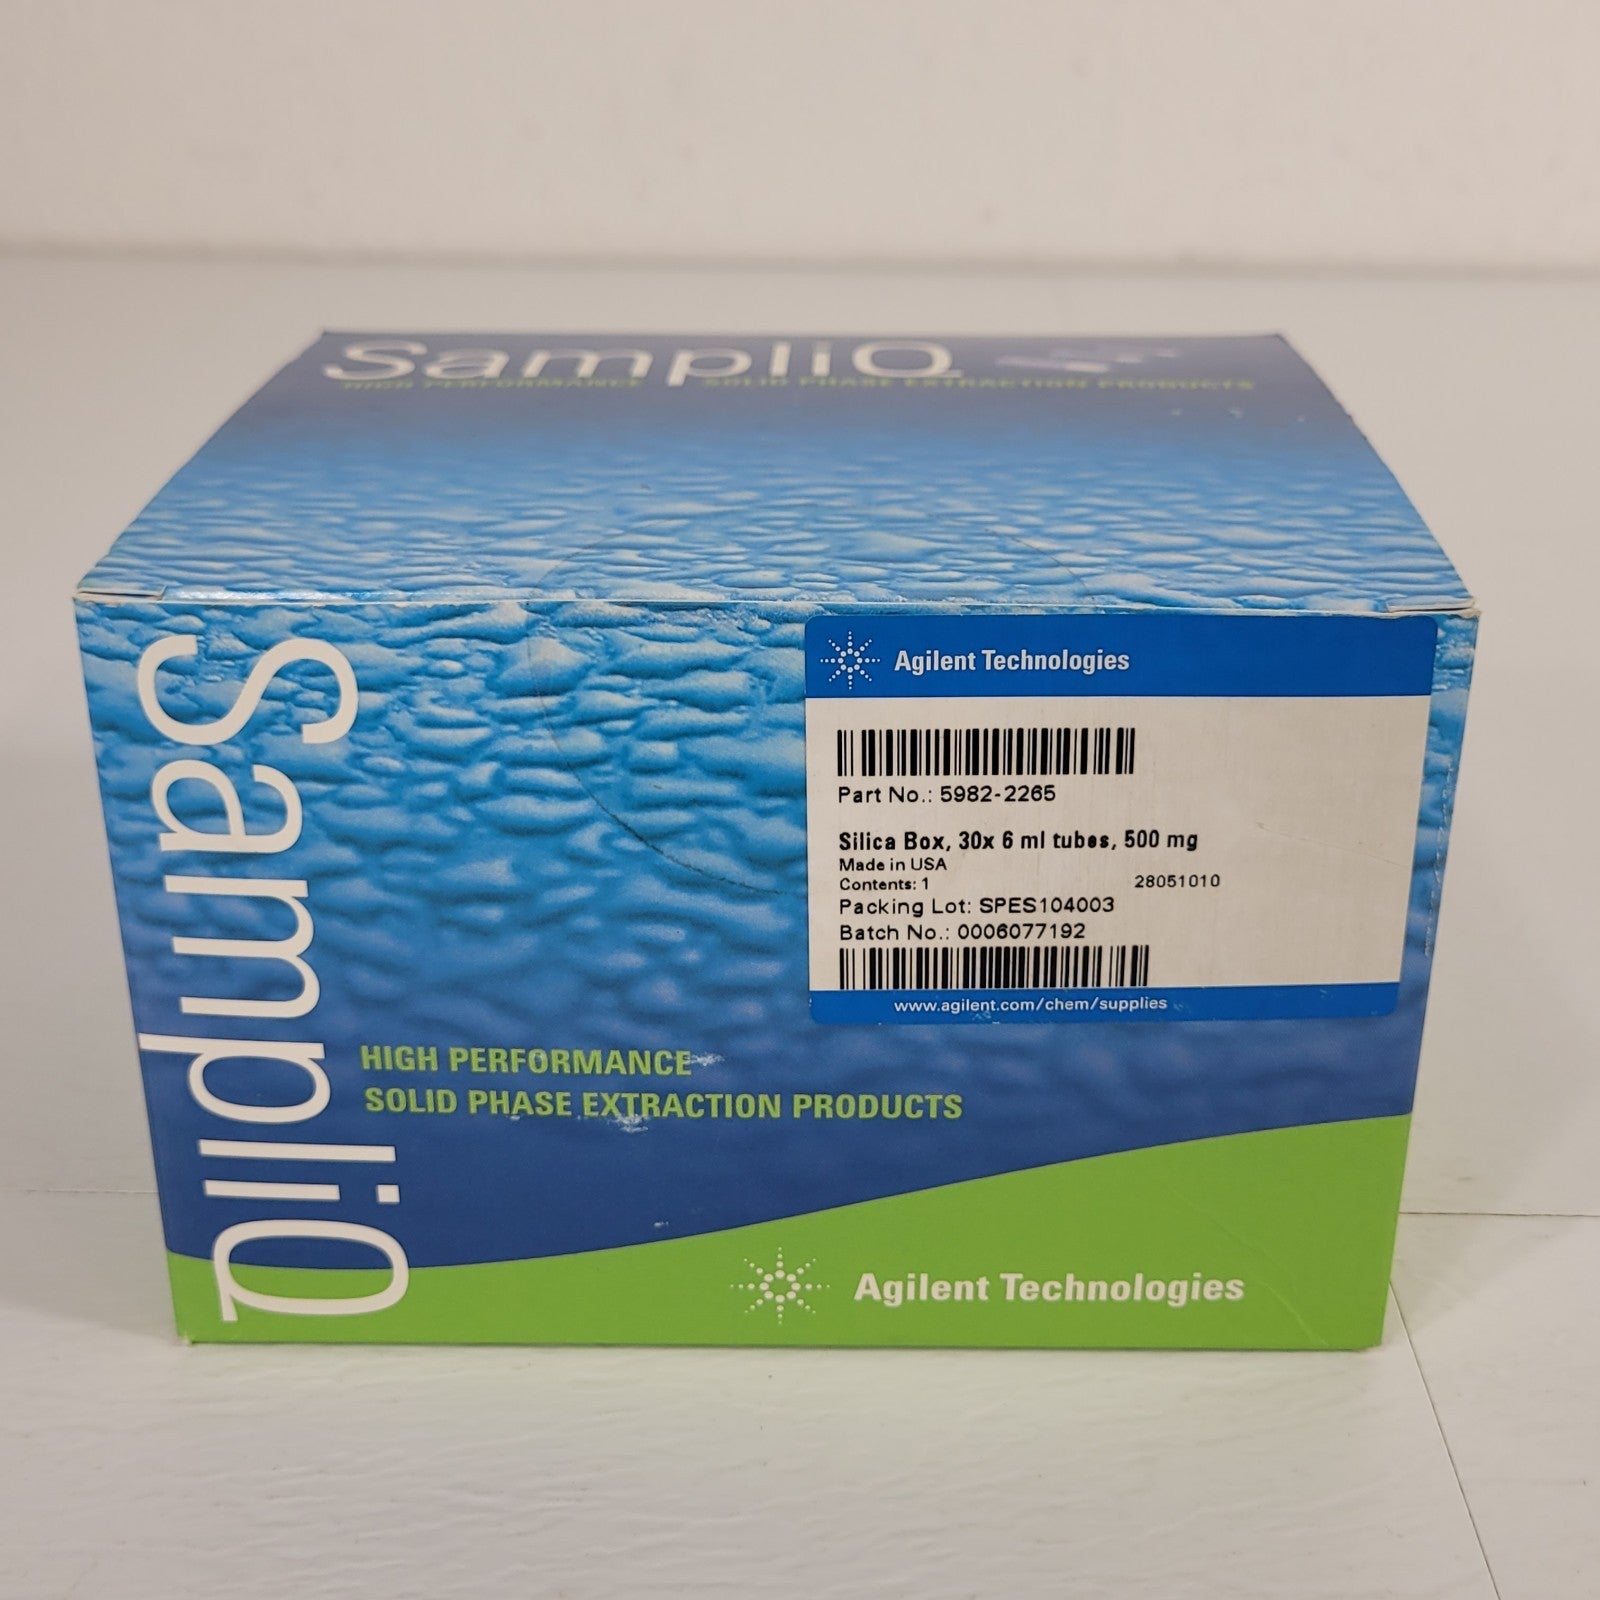 SampliQ
HIGH PERFORMANCE SOLID PHASE EXTRACTION PRODUCTS
SampliQ
Agilent Technologies
Part No.: 5982-2265
Silica Box, 30x 6 ml tubes, 500 mg
Made in USA
Contents: 1 28051010
Packing Lot: SPES104003
Batch No.: 0006077192
www.agilent.com/chem/supplies
HIGH PERFORMANCE
SOLID PHASE EXTRACTION PRODUCTS
Agilent Technologies